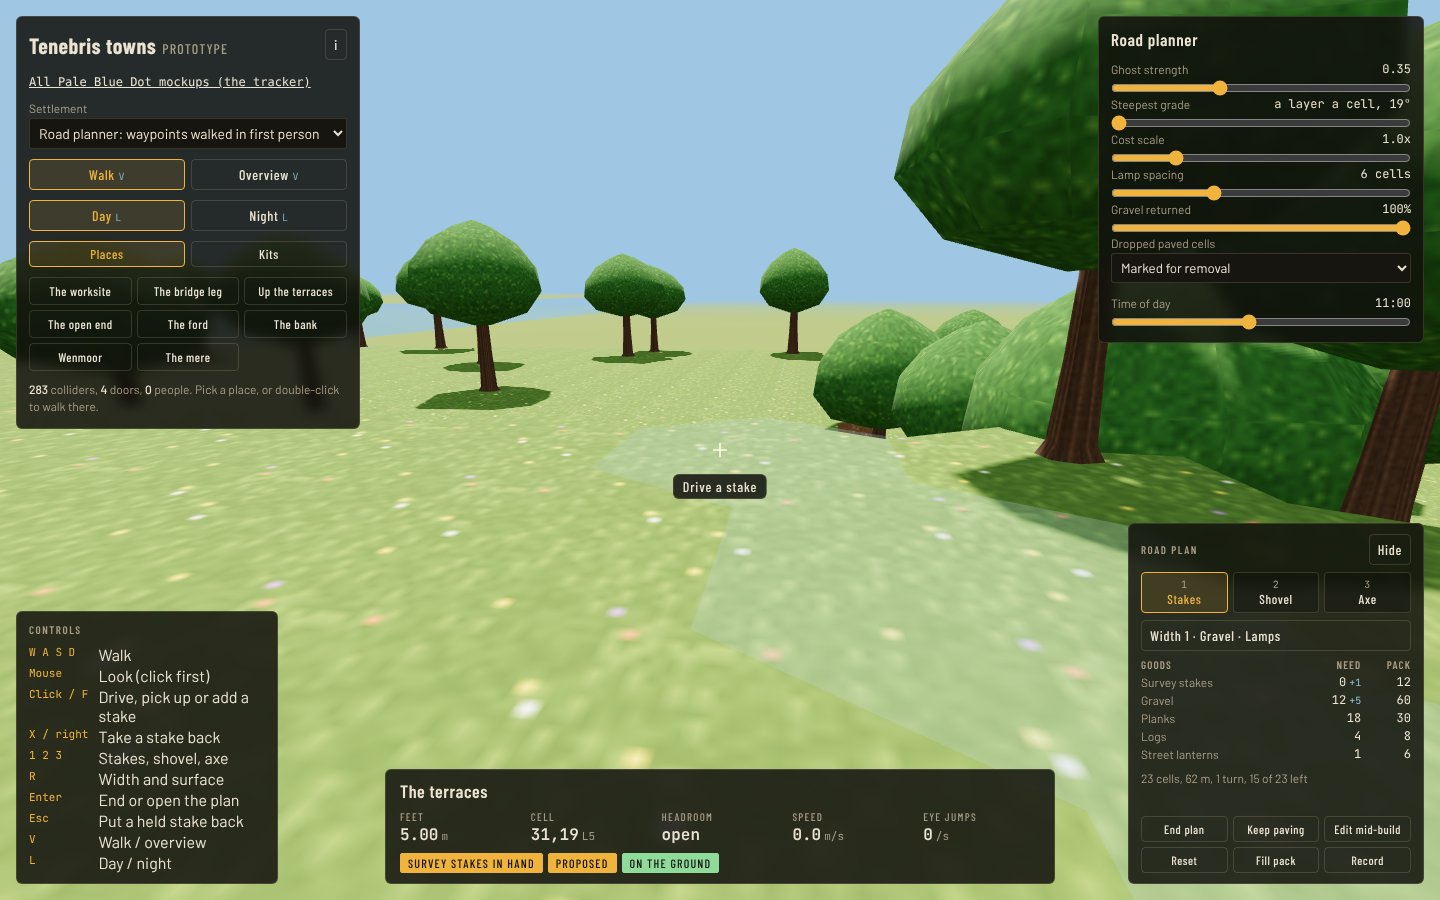 Tenebris towns PROTOTYPE
i
All Pale Blue Dot mockups (the tracker)
Settlement
Road planner: waypoints walked in first person
Walk V
Overview V
Day L
Night L
Places
Kits
The worksite
The bridge leg
Up the terraces
The open end
The ford
The bank
Wenmoor
The mere
283 colliders, 4 doors, 0 people. Pick a place, or double-click
to walk there.
Road planner
Ghost strength 0.35
Steepest grade a layer a cell, 19°
Cost scale 1.0x
Lamp spacing 6 cells
Gravel returned 100%
Dropped paved cells
Marked for removal
Time of day 11:00
Drive a stake
CONTROLS
W A S D Walk
Mouse Look (click first)
Click / F Drive, pick up or add a
stake
X / right Take a stake back
1 2 3 Stakes, shovel, axe
R Width and surface
Enter End or open the plan
Esc Put a held stake back
V Walk / overview
L Day / night
The terraces
FEET CELL HEADROOM SPEED EYE JUMPS
5.00 m 31,19 L5 open 0.0 m/s 0 /s
SURVEY STAKES IN HAND PROPOSED ON THE GROUND
ROAD PLAN
Hide
1 2 3
Stakes Shovel Axe
Width 1 · Gravel · Lamps
GOODS NEED PACK
Survey stakes 0 +1 12
Gravel 12 +5 60
Planks 18 30
Logs 4 8
Street lanterns 1 6
23 cells, 62 m, 1 turn, 15 of 23 left
End plan
Keep paving
Edit mid-build
Reset
Fill pack
Record